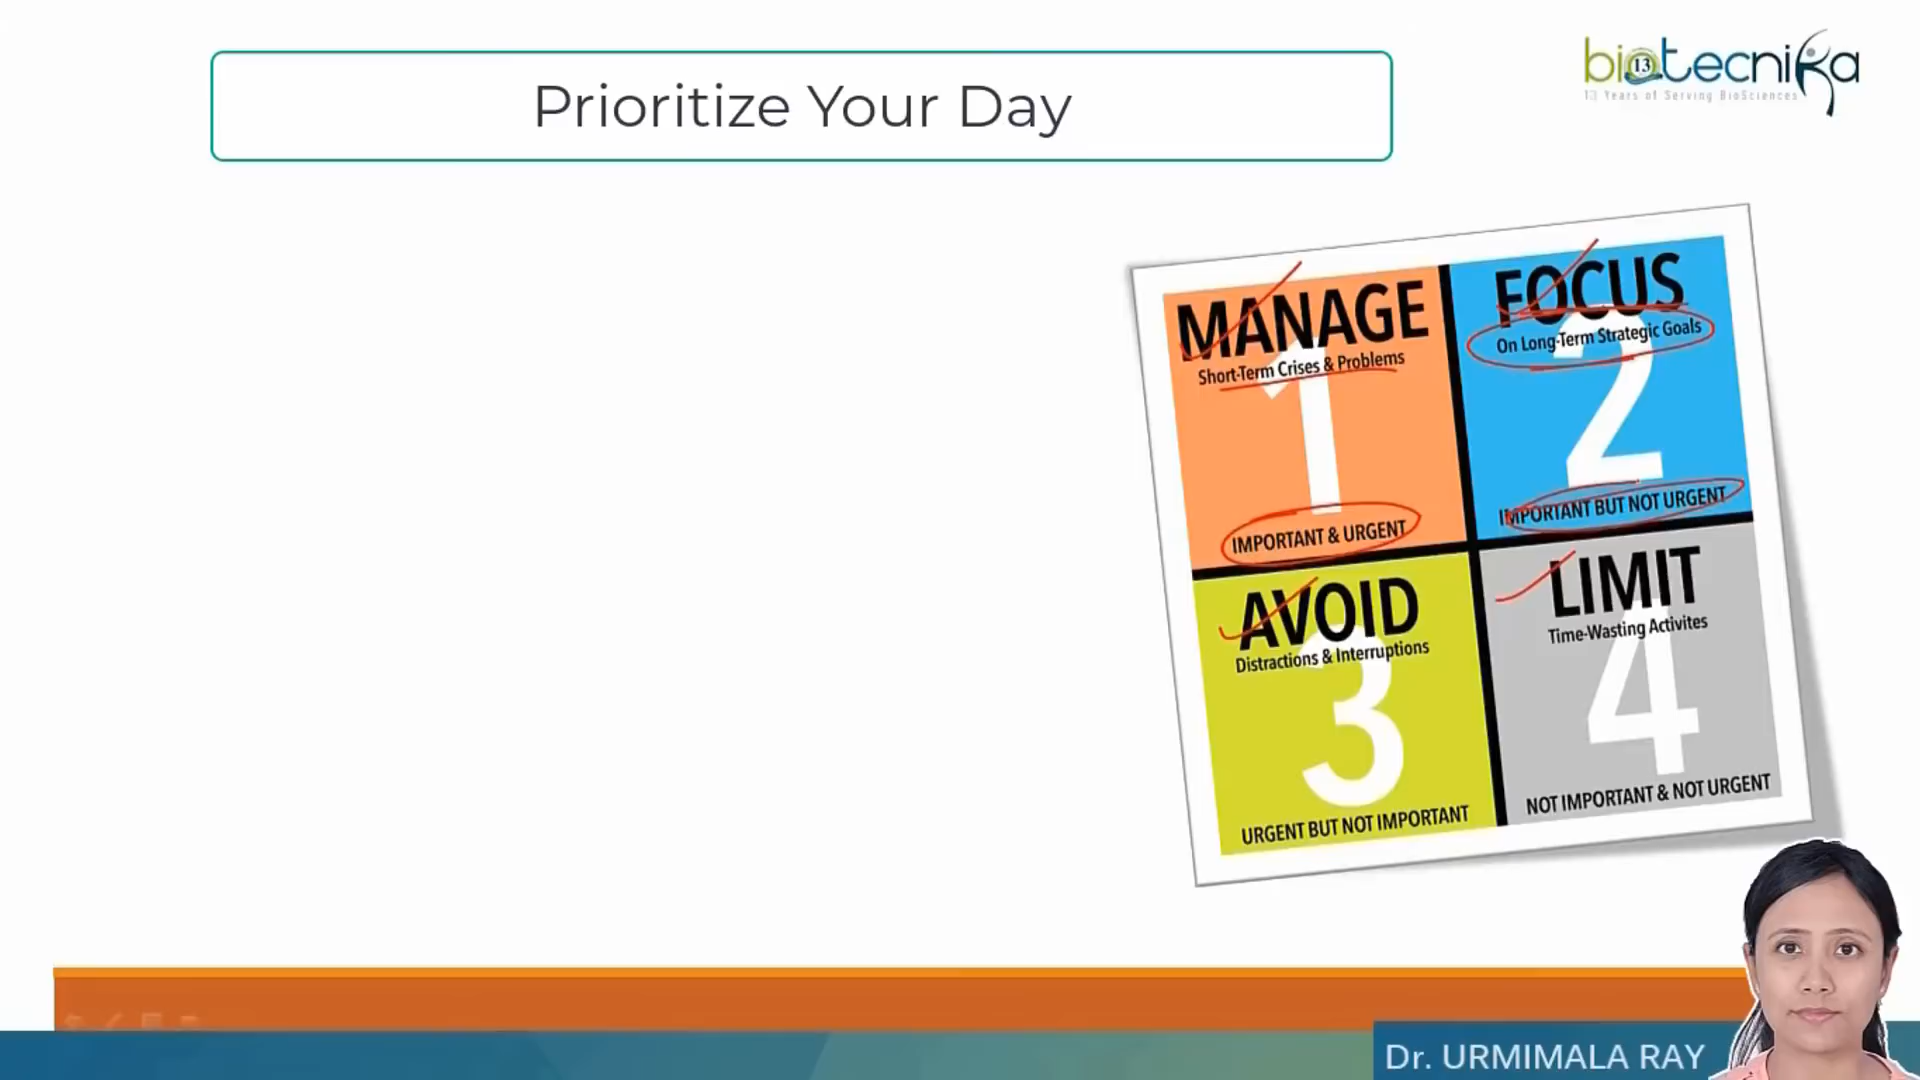 Prioritize Your Day
biotecnika
13
13 Years of Serving BioSciences
MANAGE
Short-Term Crises & Problems
1
IMPORTANT & URGENT
FOCUS
On Long-Term Strategic Goals
2
IMPORTANT BUT NOT URGENT
AVOID
Distractions & Interruptions
3
URGENT BUT NOT IMPORTANT
LIMIT
Time-Wasting Activites
4
NOT IMPORTANT & NOT URGENT
Dr. URMIMALA RAY